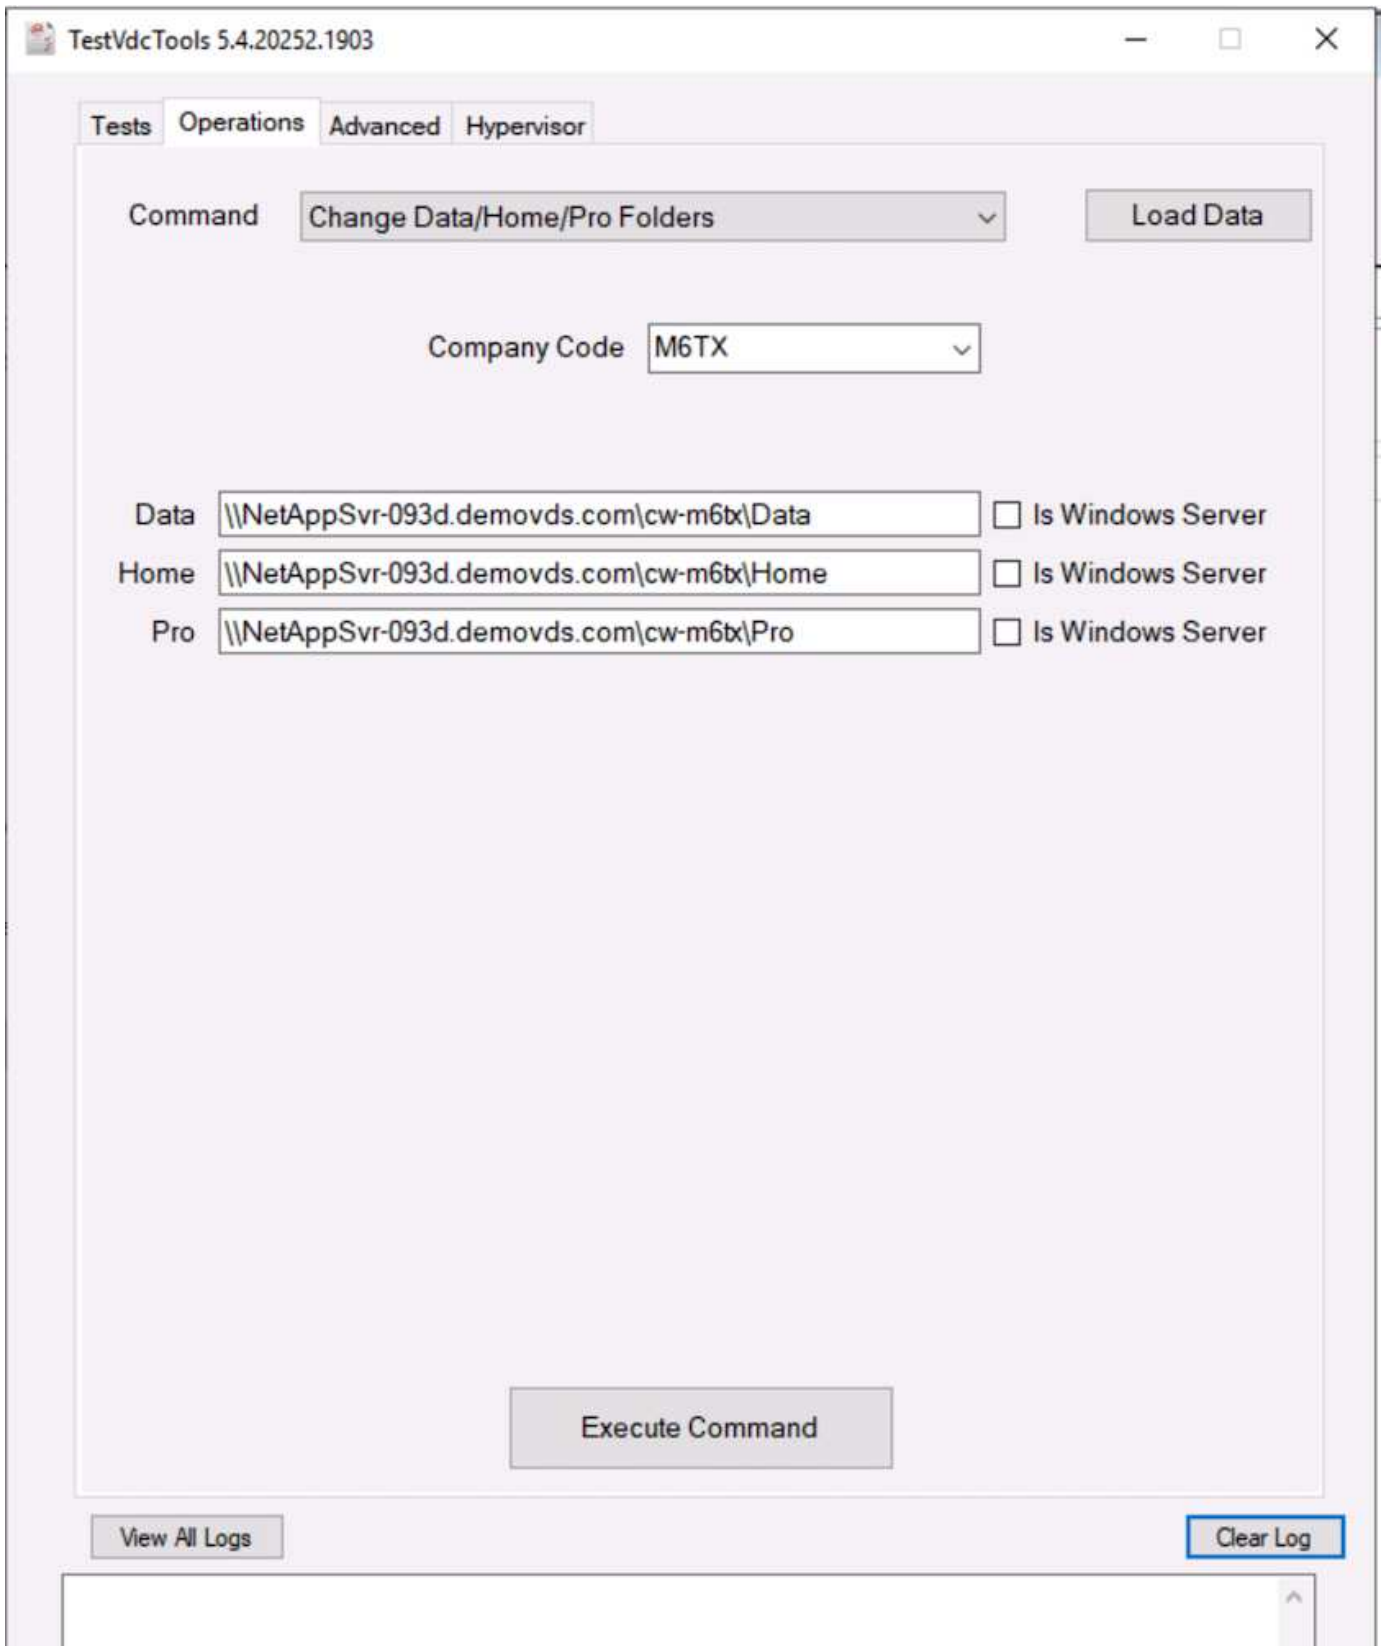 TestVdcTools 5.4.20252.1903
Tests Operations Advanced Hypervisor
Command Change Data/Home/Pro Folders Load Data
Company Code M6TX
Data \\NetAppSvr-093d.demovds.com\cw-m6tx\Data Is Windows Server
Home \\NetAppSvr-093d.demovds.com\cw-m6tx\Home Is Windows Server
Pro \\NetAppSvr-093d.demovds.com\cw-m6tx\Pro Is Windows Server
Execute Command
View All Logs Clear Log